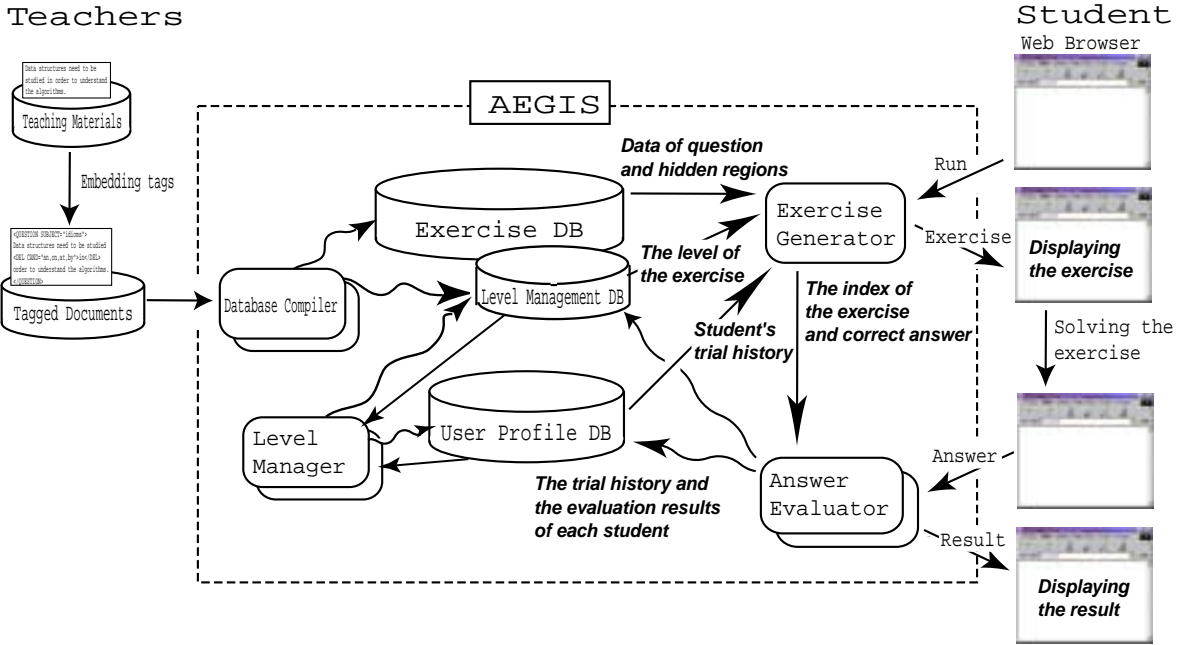 Teachers
Student
Web Browser
Data structures need to be
studied in order to understand
the algorithms.
Teaching Materials
Embedding tags
<QUESTION SUBJECT="idioms">
Data structures need to be studied
<DEL CAND="on,on,at,by">in</DEL>
order to understand the algorithms.
</QUESTION>
Tagged Documents
AEGIS
Data of question
and hidden regions
Exercise DB
Database Compiler
Level Management DB
The level of
the exercise
Exercise
Generator
Run
Exercise
Displaying
the exercise
The index of
the exercise
and correct answer
Student's
trial history
Solving the
exercise
Level
Manager
User Profile DB
The trial history and
the evaluation results
of each student
Answer
Evaluator
Answer
Result
Displaying
the result